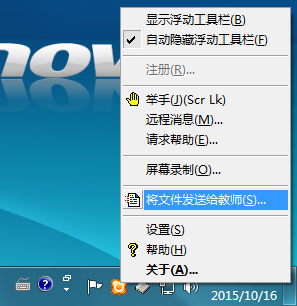 显示浮动工具栏(B)
自动隐藏浮动工具栏(F)
注册(R)...
举手(J)(Scr Lk)
远程消息(M)...
请求帮助(E)...
屏幕录制(O)...
将文件发送给教师(S)...
设置(S)
帮助(H)
关于(A)...
2015/10/16